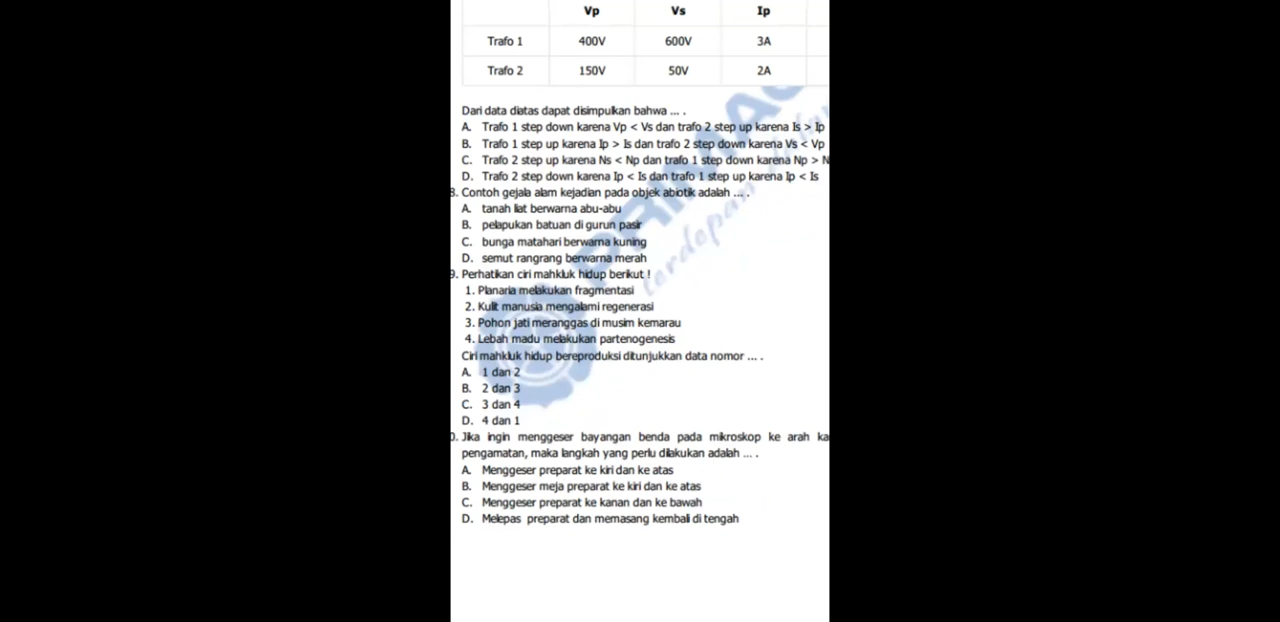 Vp Vs Ip
Trafo 1 400V 600V 3A
Trafo 2 150V 50V 2A
Dari data diatas dapat disimpulkan bahwa ... .
A. Trafo 1 step down karena Vp < Vs dan trafo 2 step up karena Is > Ip
B. Trafo 1 step up karena Ip > Is dan trafo 2 step down karena Vs < Vp
C. Trafo 2 step up karena Ns < Np dan trafo 1 step down karena Np > N
D. Trafo 2 step down karena Ip < Is dan trafo 1 step up karena Ip < Is
8. Contoh gejala alam kejadian pada objek abiotik adalah ... .
A. tanah liat berwarna abu-abu
B. pelapukan batuan di gurun pasir
C. bunga matahari berwarna kuning
D. semut rangrang berwarna merah
9. Perhatikan ciri mahkluk hidup berikut !
1. Planaria melakukan fragmentasi
2. Kulit manusia mengalami regenerasi
3. Pohon jati meranggas di musim kemarau
4. Lebah madu melakukan partenogenesis
Ciri mahkluk hidup bereproduksi ditunjukkan data nomor ... .
A. 1 dan 2
B. 2 dan 3
C. 3 dan 4
D. 4 dan 1
0. Jika ingin menggeser bayangan benda pada mikroskop ke arah ka
pengamatan, maka langkah yang perlu dilakukan adalah ... .
A. Menggeser preparat ke kiri dan ke atas
B. Menggeser meja preparat ke kiri dan ke atas
C. Menggeser preparat ke kanan dan ke bawah
D. Melepas preparat dan memasang kembali di tengah
PRIMAG
terdepan dalam